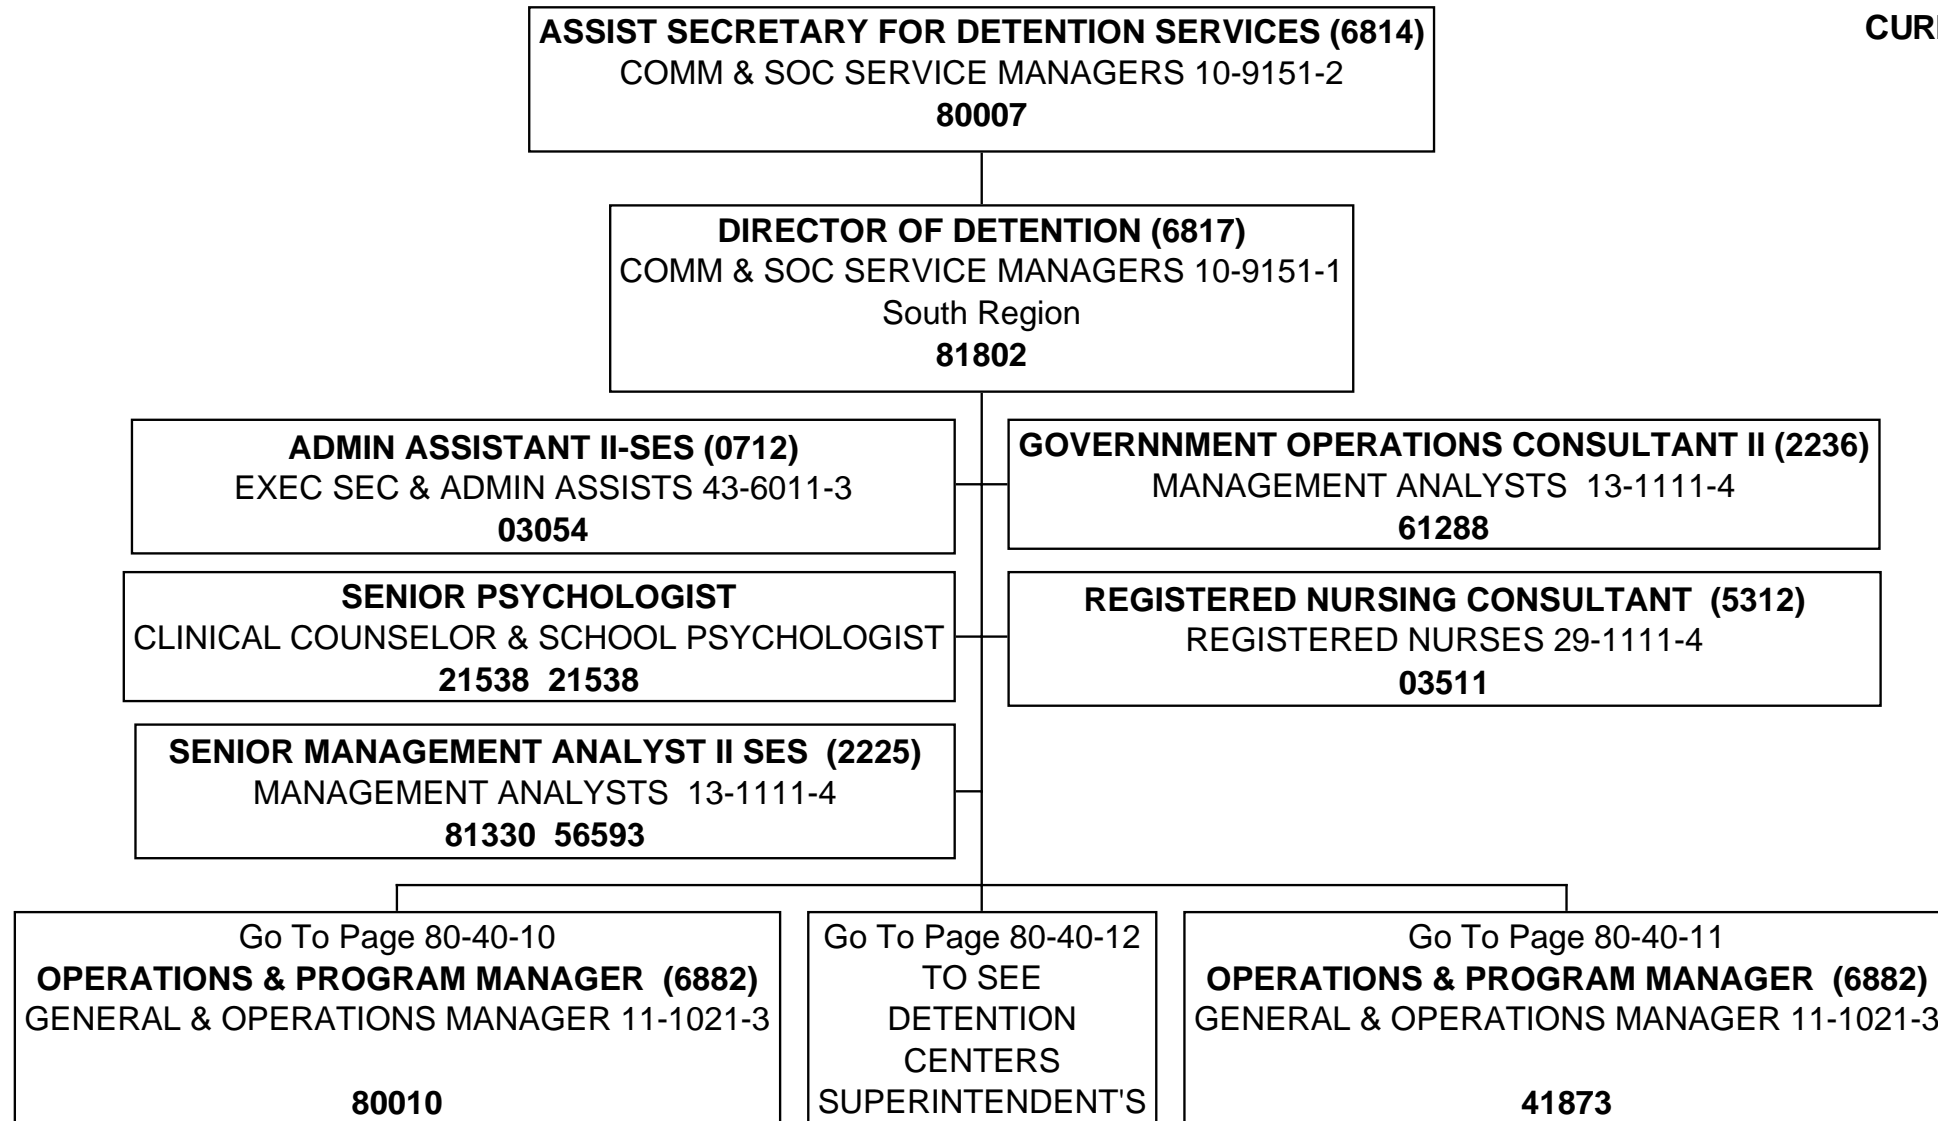 ASSIST SECRETARY FOR DETENTION SERVICES (6814)
COMM & SOC SERVICE MANAGERS 10-9151-2
80007
DIRECTOR OF DETENTION (6817)
COMM & SOC SERVICE MANAGERS 10-9151-1
South Region
81802
ADMIN ASSISTANT II-SES (0712)
EXEC SEC & ADMIN ASSISTS 43-6011-3
03054
GOVERNNMENT OPERATIONS CONSULTANT II (2236)
MANAGEMENT ANALYSTS 13-1111-4
61288
SENIOR PSYCHOLOGIST
CLINICAL COUNSELOR & SCHOOL PSYCHOLOGIST
21538 21538
REGISTERED NURSING CONSULTANT (5312)
REGISTERED NURSES 29-1111-4
03511
SENIOR MANAGEMENT ANALYST II SES (2225)
MANAGEMENT ANALYSTS 13-1111-4
81330 56593
Go To Page 80-40-10
OPERATIONS & PROGRAM MANAGER (6882)
GENERAL & OPERATIONS MANAGER 11-1021-3
80010
Go To Page 80-40-12
TO SEE
DETENTION
CENTERS
SUPERINTENDENT'S
Go To Page 80-40-11
OPERATIONS & PROGRAM MANAGER (6882)
GENERAL & OPERATIONS MANAGER 11-1021-3
41873